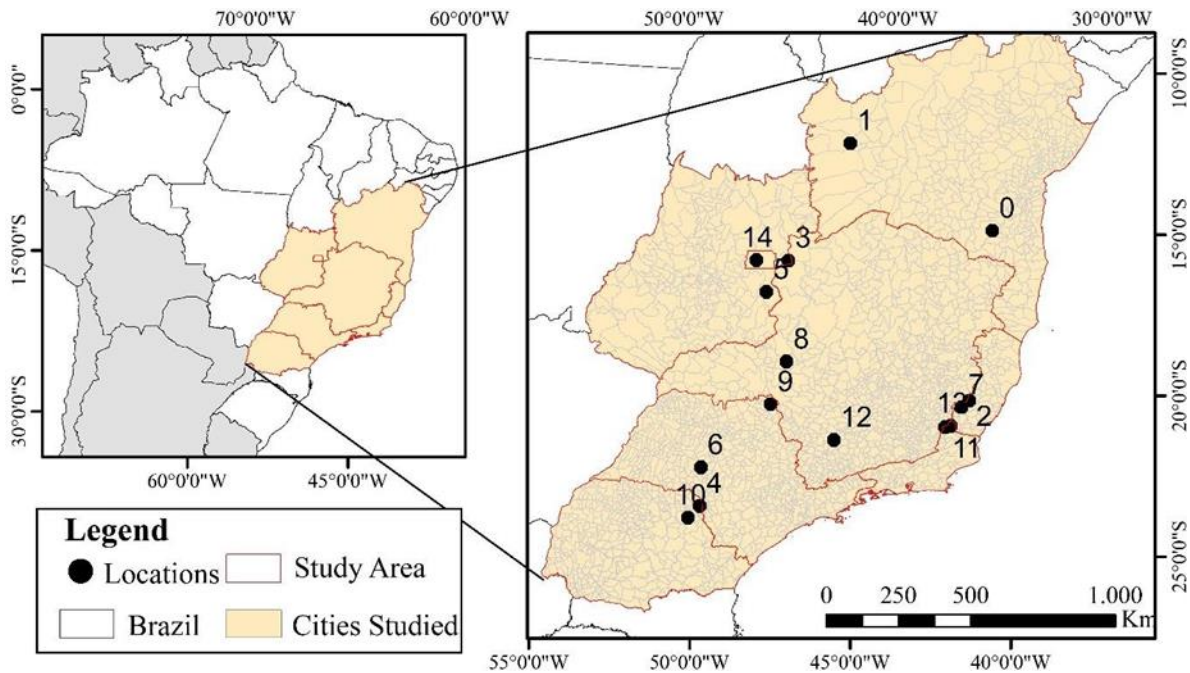 70°0'0"W 60°0'0"W
0°0'0"
15°0'0"S
30°0'0"S
60°0'0"W 45°0'0"W
50°0'0"W 40°0'0"W 30°0'0"W
10°0'0"S
15°0'0"S
20°0'0"S
25°0'0"S
55°0'0"W 50°0'0"W 45°0'0"W 40°0'0"W
1
0
14 3
5
8
9
7
13 2
12
11
6
4
10
0 250 500 1.000
Km
Legend
Locations Study Area
Brazil Cities Studied